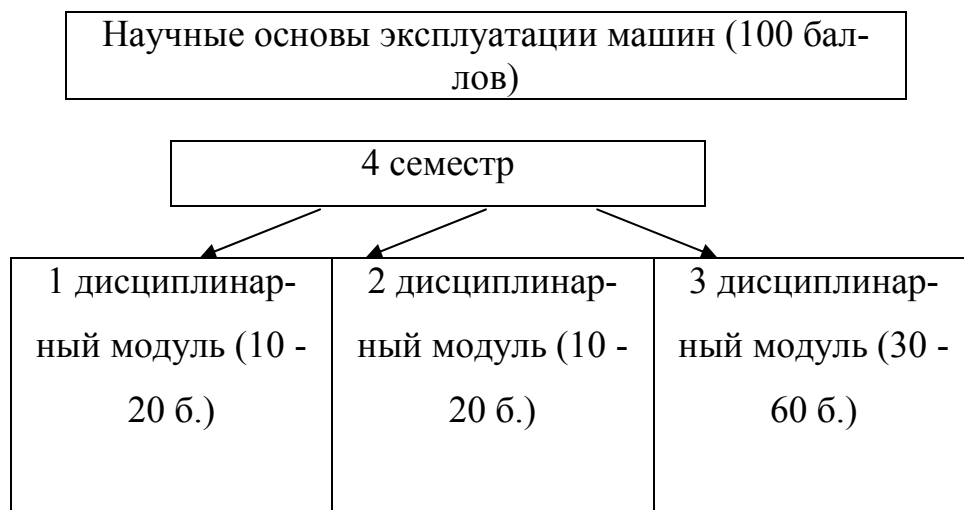 Научные основы эксплуатации машин (100 бал-
лов)
4 семестр
1 дисциплинар-
ный модуль (10 -
20 б.)
2 дисциплинар-
ный модуль (10 -
20 б.)
3 дисциплинар-
ный модуль (30 -
60 б.)